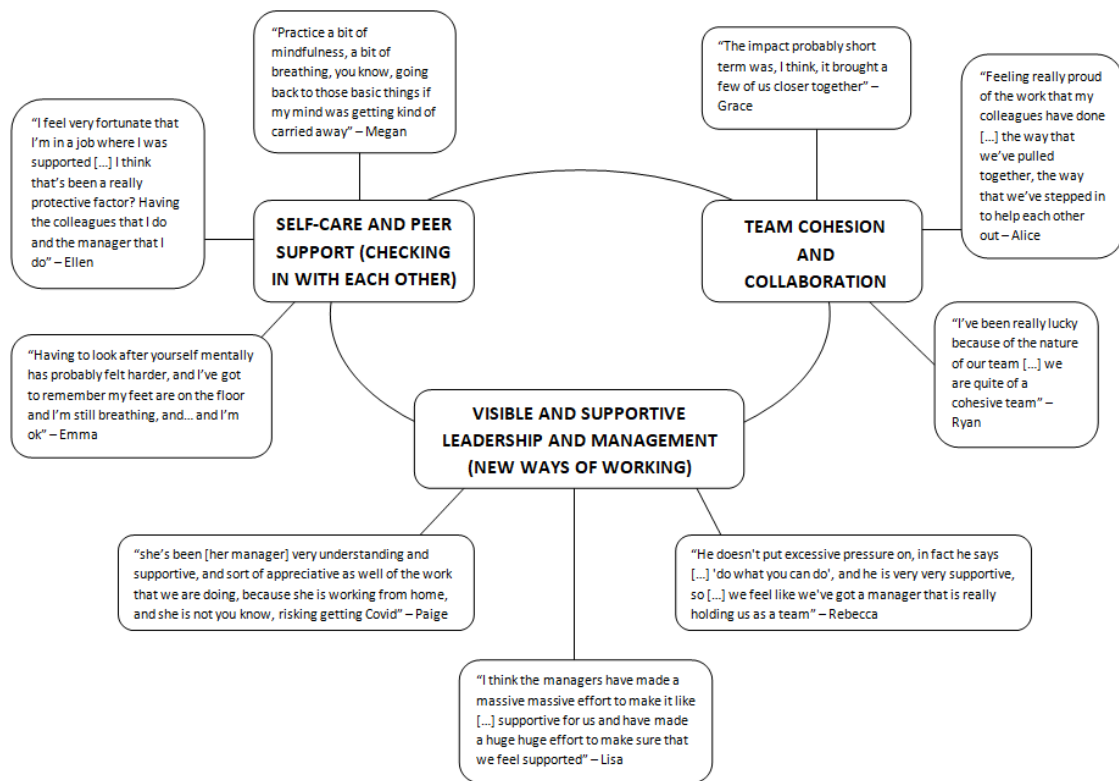 “Practice a bit of
mindfulness, a bit of
breathing, you know, going
back to those basic things if
my mind was getting kind of
carried away” – Megan
“The impact probably short
term was, I think, it brought a
few of us closer together” –
Grace
“I feel very fortunate that
I’m in a job where I was
supported […] I think
that’s been a really
protective factor? Having
the colleagues that I do
and the manager that I
do” – Ellen
“Feeling really proud
of the work that my
colleagues have done
[…] the way that
we’ve pulled
together, the way
that we’ve stepped in
to help each other
out – Alice
SELF-CARE AND PEER
SUPPORT (CHECKING
IN WITH EACH OTHER)
TEAM COHESION
AND
COLLABORATION
“Having to look after yourself mentally
has probably felt harder, and I’ve got
to remember my feet are on the floor
and I’m still breathing, and… and I’m
ok” – Emma
“I’ve been really lucky
because of the nature
of our team […] we
are quite of a
cohesive team” –
Ryan
VISIBLE AND SUPPORTIVE
LEADERSHIP AND MANAGEMENT
(NEW WAYS OF WORKING)
“she’s been [her manager] very understanding and
supportive, and sort of appreciative as well of the work
that we are doing, because she is working from home,
and she is not you know, risking getting Covid” – Paige
“He doesn't put excessive pressure on, in fact he says
[…] 'do what you can do', and he is very very supportive,
so […] we feel like we've got a manager that is really
holding us as a team” – Rebecca
“I think the managers have made a
massive massive effort to make it like
[…] supportive for us and have made
a huge huge effort to make sure that
we feel supported” – Lisa